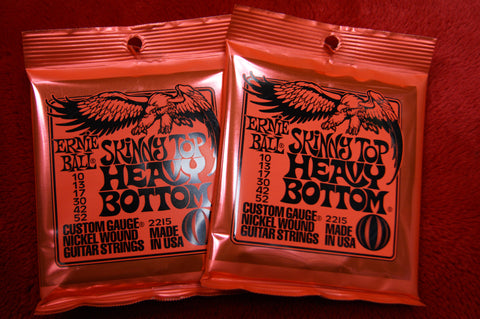 ERNIE
BALL®
SKINNY TOP
HEAVY
BOTTOM®
10
13
17
30
42
52
CUSTOM GAUGE® 2215
NICKEL WOUND MADE
GUITAR STRINGS IN USA
ERNIE
BALL®
SKINNY TOP
HEAVY
BOTTOM®
10
13
17
30
42
52
CUSTOM GAUGE® 2215
NICKEL WOUND MADE
GUITAR STRINGS IN USA